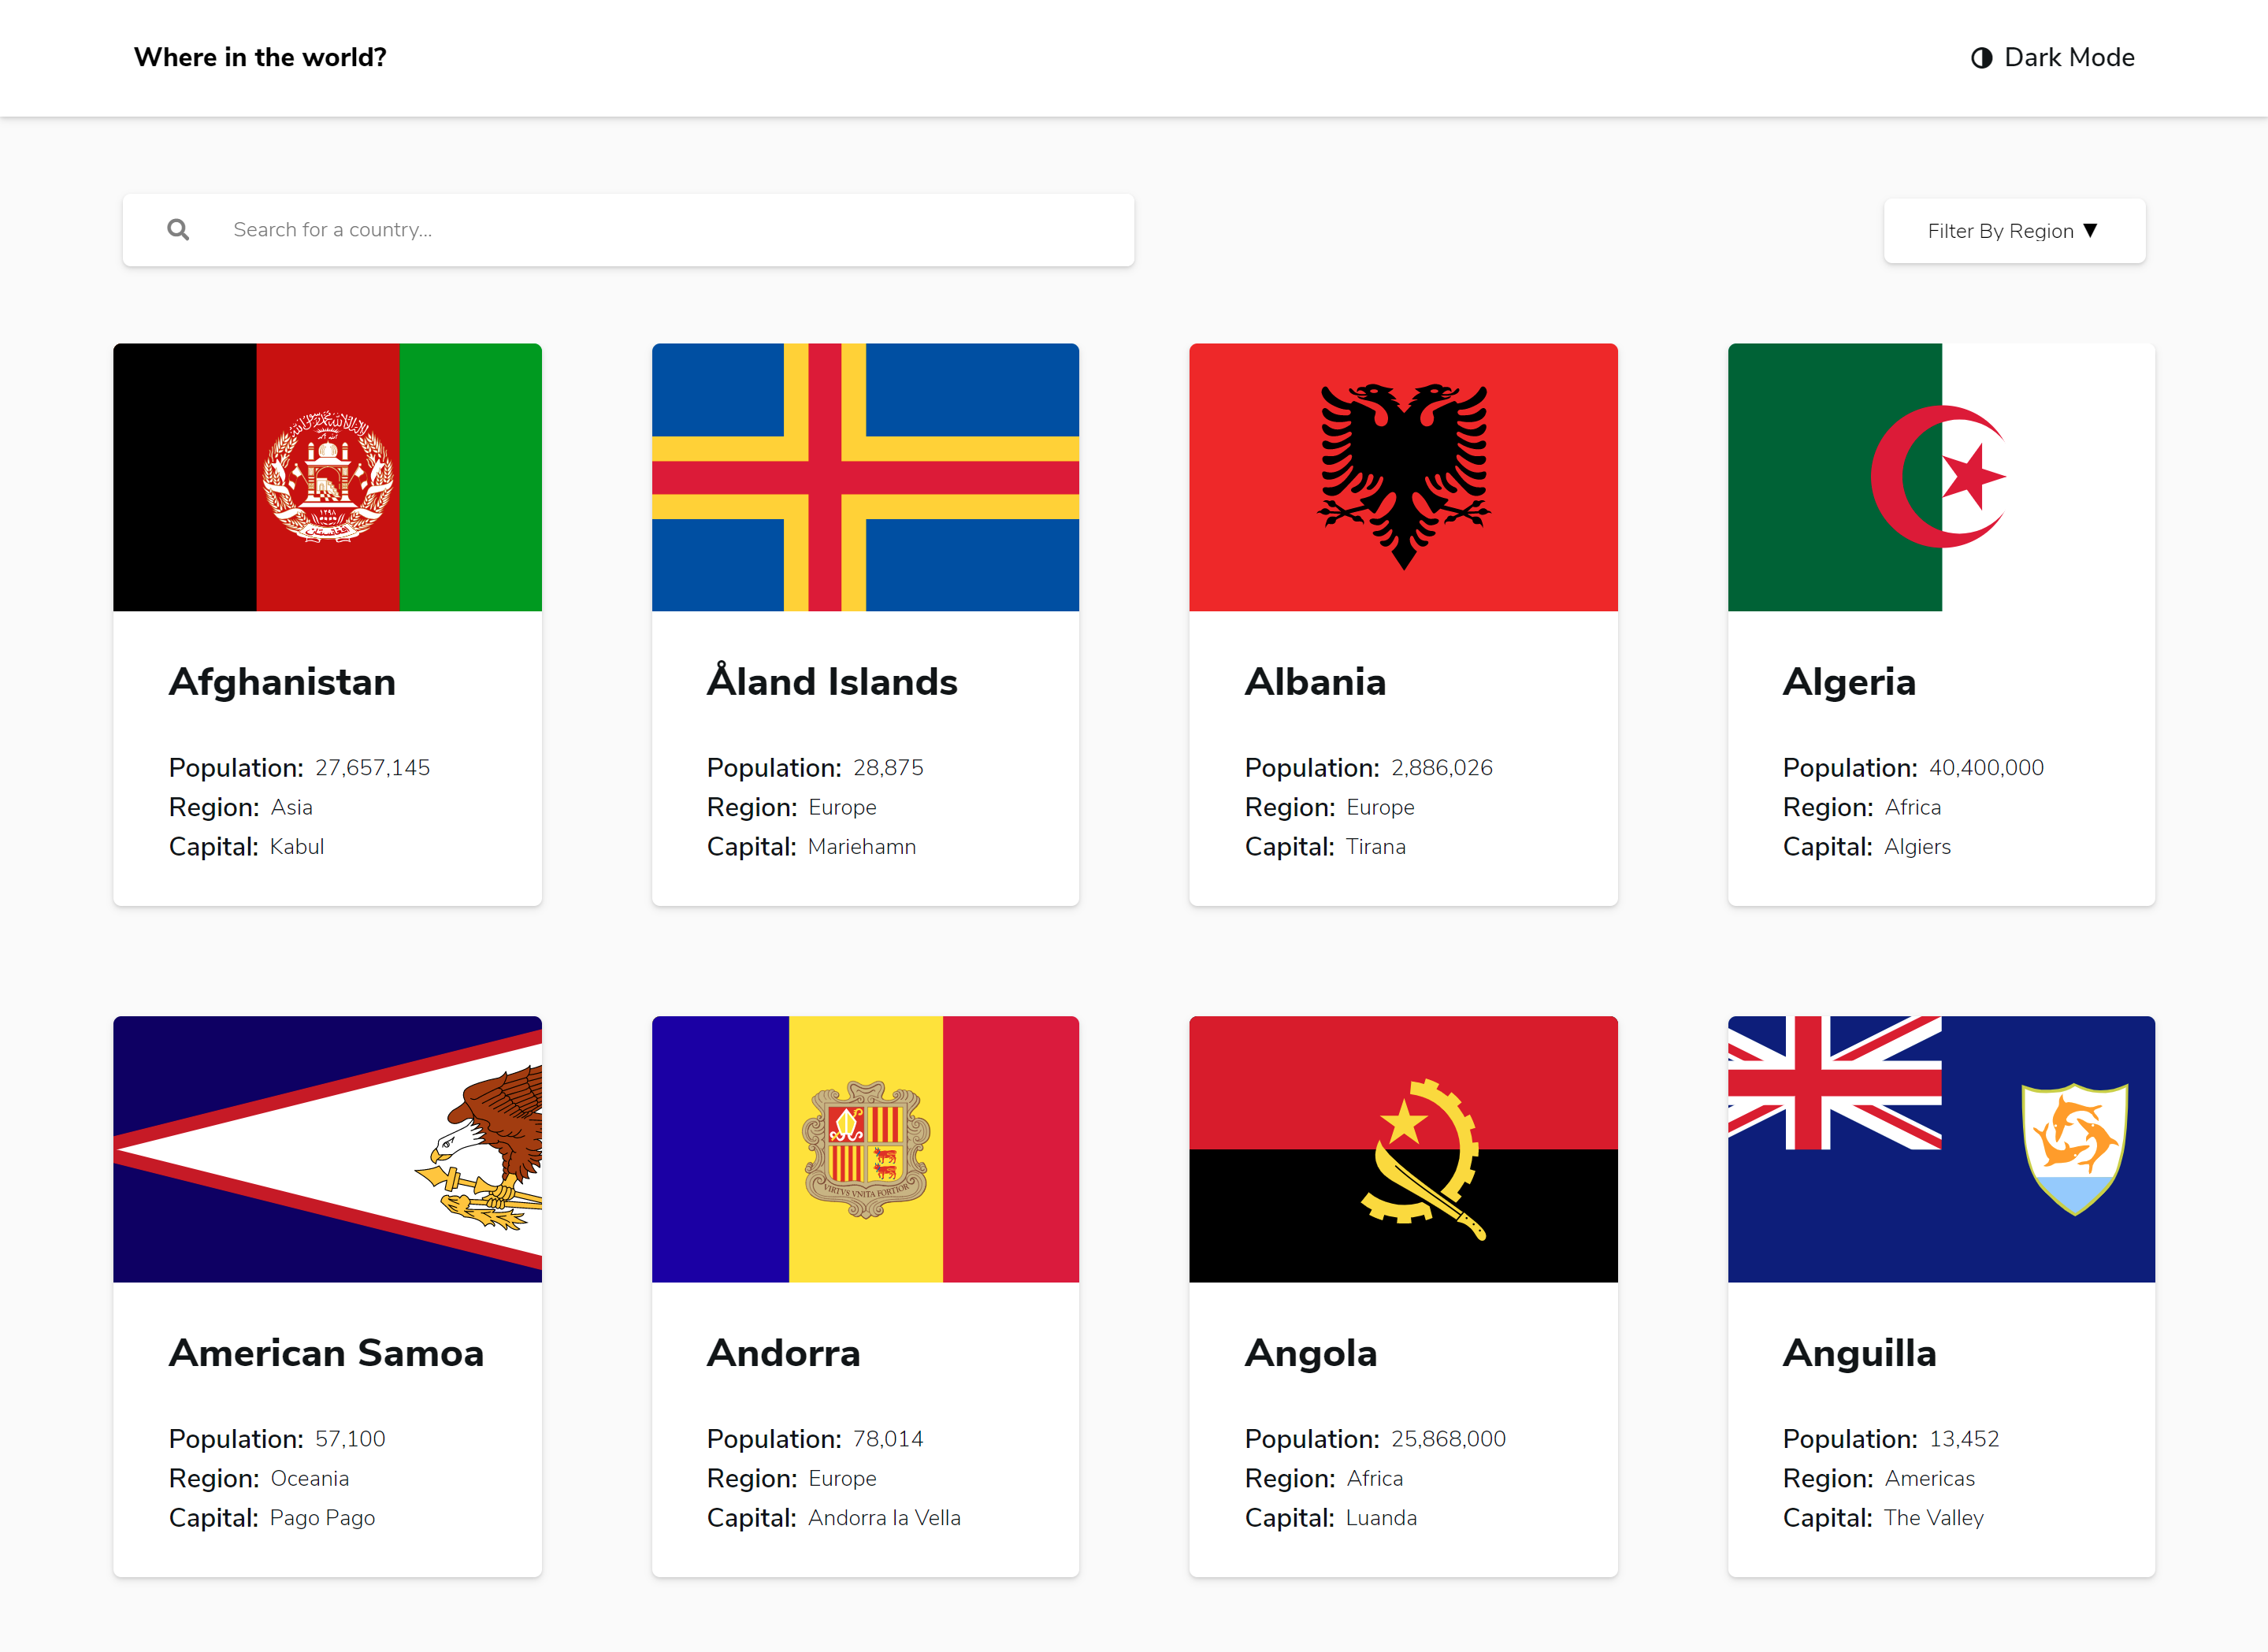 Where in the world?
Dark Mode
Search for a country...
Filter By Region ▼
Afghanistan
Population: 27,657,145
Region: Asia
Capital: Kabul
Åland Islands
Population: 28,875
Region: Europe
Capital: Mariehamn
Albania
Population: 2,886,026
Region: Europe
Capital: Tirana
Algeria
Population: 40,400,000
Region: Africa
Capital: Algiers
American Samoa
Population: 57,100
Region: Oceania
Capital: Pago Pago
VIRTVS VNITA FORTIOR
Andorra
Population: 78,014
Region: Europe
Capital: Andorra la Vella
Angola
Population: 25,868,000
Region: Africa
Capital: Luanda
Anguilla
Population: 13,452
Region: Americas
Capital: The Valley